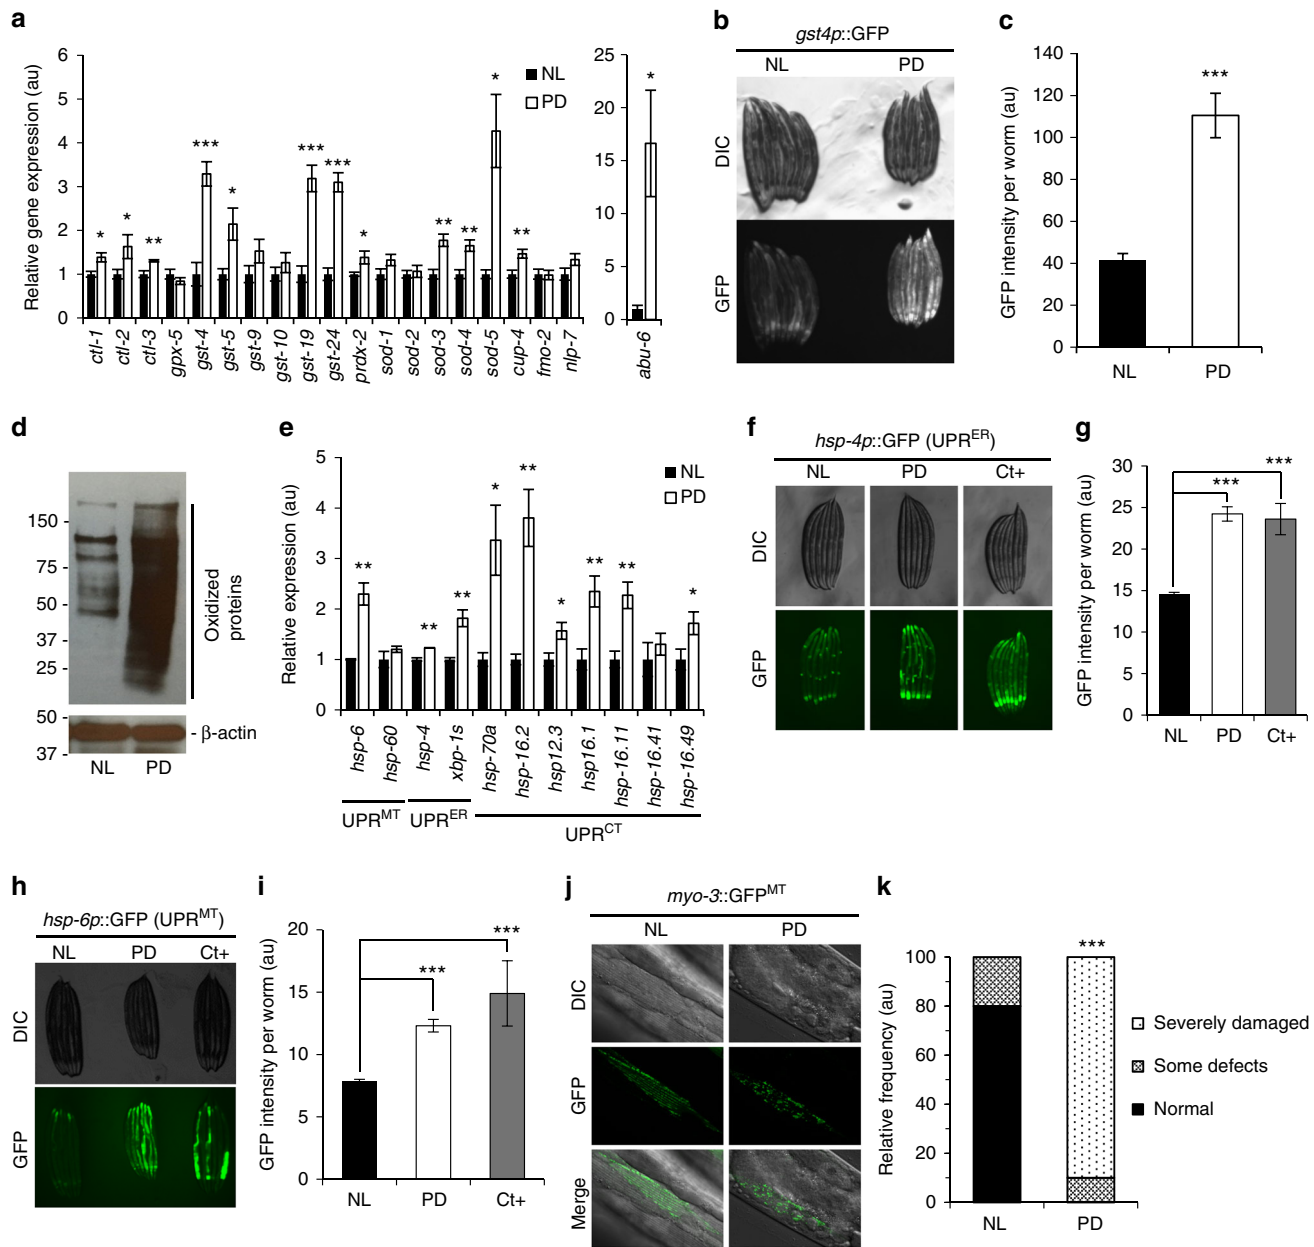 a
Relative gene expression (au)
6
5
4
3
2
1
0
NL
PD
* * ** *** * *** *** * ** ** * **
ctl-1 ctl-2 ctl-3 gpx-5 gst-4 gst-5 gst-9 gst-10 gst-19 gst-24 prdx-2 sod-1 sod-2 sod-3 sod-4 sod-5 cup-4 fmo-2 nlp-7
25
20
15
10
5
0
*
abu-6
b
gst4p::GFP
NL PD
DIC
GFP
c
GFP intensity per worm (au)
140
120
100
80
60
40
20
0
***
NL PD
d
150 -
75 -
50 -
37 -
25 -
Oxidized proteins
50 -
37 -
- β-actin
NL PD
e
Relative expression (au)
5
4
3
2
1
0
NL
PD
** ** ** * ** * ** ** *
hsp-6 hsp-60 hsp-4 xbp-1s hsp-70a hsp-16.2 hsp12.3 hsp16.1 hsp-16.11 hsp-16.41 hsp-16.49
UPRMT UPRER UPRCT
f
hsp-4p::GFP (UPRER)
NL PD Ct+
DIC
GFP
g
GFP intensity per worm (au)
30
25
20
15
10
5
0
***
***
NL PD Ct+
h
hsp-6p::GFP (UPRMT)
NL PD Ct+
DIC
GFP
i
GFP intensity per worm (au)
20
15
10
5
0
***
***
NL PD Ct+
j
myo-3::GFPMT
NL PD
DIC
GFP
Merge
k
Relative frequency (au)
100
80
60
40
20
0
***
NL PD
Severely damaged
Some defects
Normal